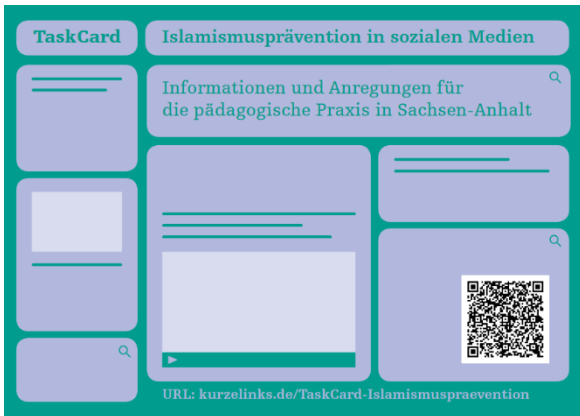 TaskCard
Islamismusprävention in sozialen Medien
Informationen und Anregungen für
die pädagogische Praxis in Sachsen-Anhalt
URL: kurzelinks.de/TaskCard-Islamismuspraevention